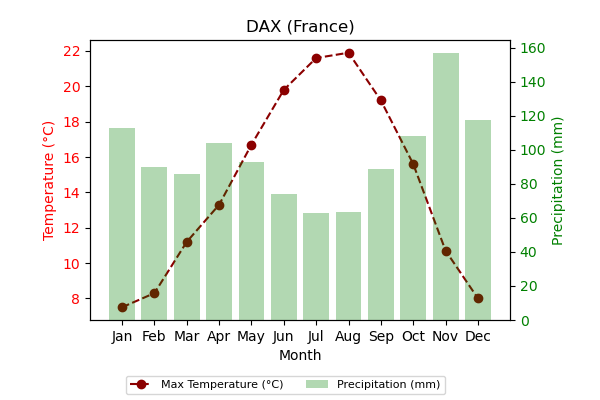 DAX (France)
Temperature (°C)
22
20
18
16
14
12
10
8
160
140
120
100
80
60
40
20
0
Precipitation (mm)
Jan Feb Mar Apr May Jun Jul Aug Sep Oct Nov Dec
Month
Max Temperature (°C) Precipitation (mm)